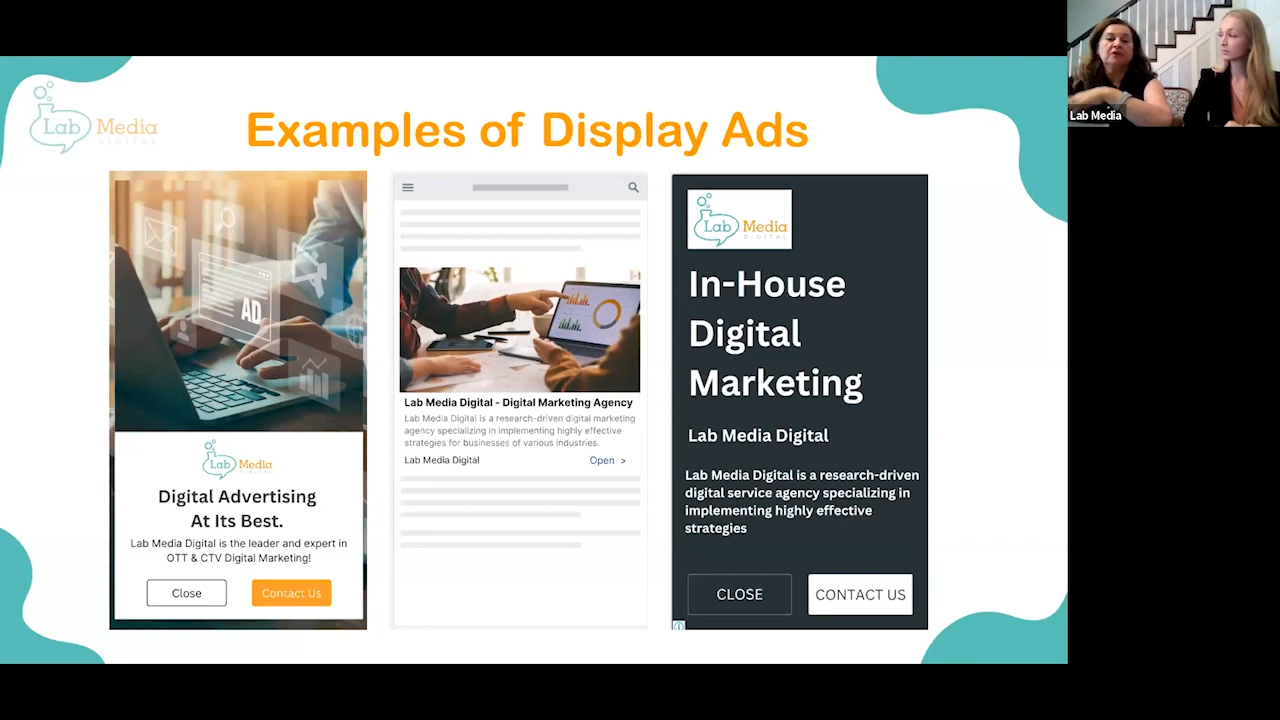 Lab Media
DIGITAL
Examples of Display Ads
Lab Media
AD
Lab Media
DIGITAL
Digital Advertising
At Its Best.
Lab Media Digital is the leader and expert in
OTT & CTV Digital Marketing!
Close
Contact Us
Lab Media Digital - Digital Marketing Agency
Lab Media Digital is a research-driven digital marketing
agency specializing in implementing highly effective
strategies for businesses of various industries.
Lab Media Digital
Open >
Lab Media
DIGITAL
In-House
Digital
Marketing
Lab Media Digital
Lab Media Digital is a research-driven
digital service agency specializing in
implementing highly effective
strategies
CLOSE
CONTACT US